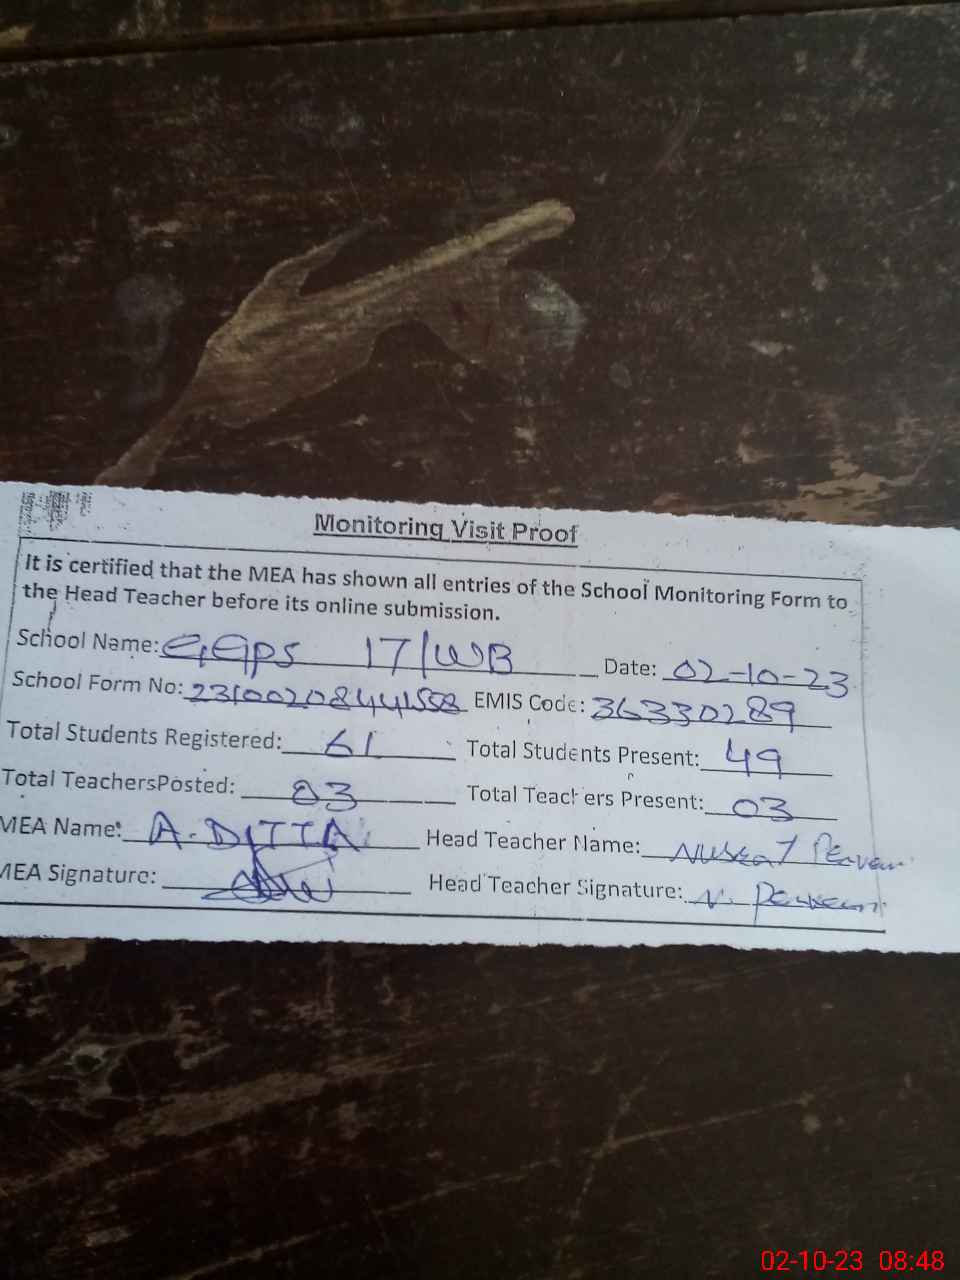 Monitoring Visit Proof
It is certified that the MEA has shown all entries of the School Monitoring Form to
the Head Teacher before its online submission.
School Name: GGPS 17/WB Date: 02-10-23
School Form No: EMIS Code: 36330289
Total Students Registered: 61 Total Students Present: 49
Total TeachersPosted: 03 Total Teachers Present: 03
MEA Name: A. DITTA Head Teacher Name: Nusrat Perveen
MEA Signature: Head Teacher Signature: N. Perveen
02-10-23 08:48